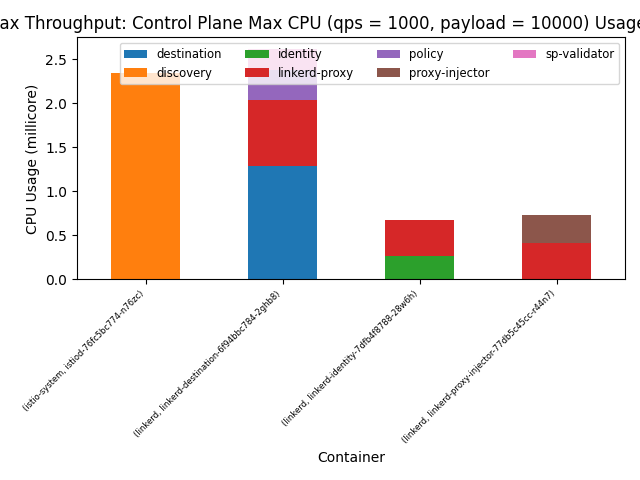 ax Throughput: Control Plane Max CPU (qps = 1000, payload = 10000) Usage
destination
discovery
identity
linkerd-proxy
policy
proxy-injector
sp-validator
CPU Usage (millicore)
2.5
2.0
1.5
1.0
0.5
0.0
(istio-system, istiod-76fc5bc774-n76zc)
(linkerd, linkerd-destination-6f94bbc784-2ghb8)
(linkerd, linkerd-identity-7dfb4f8788-28w6h)
(linkerd, linkerd-proxy-injector-77db5c45cc-r44n7)
Container